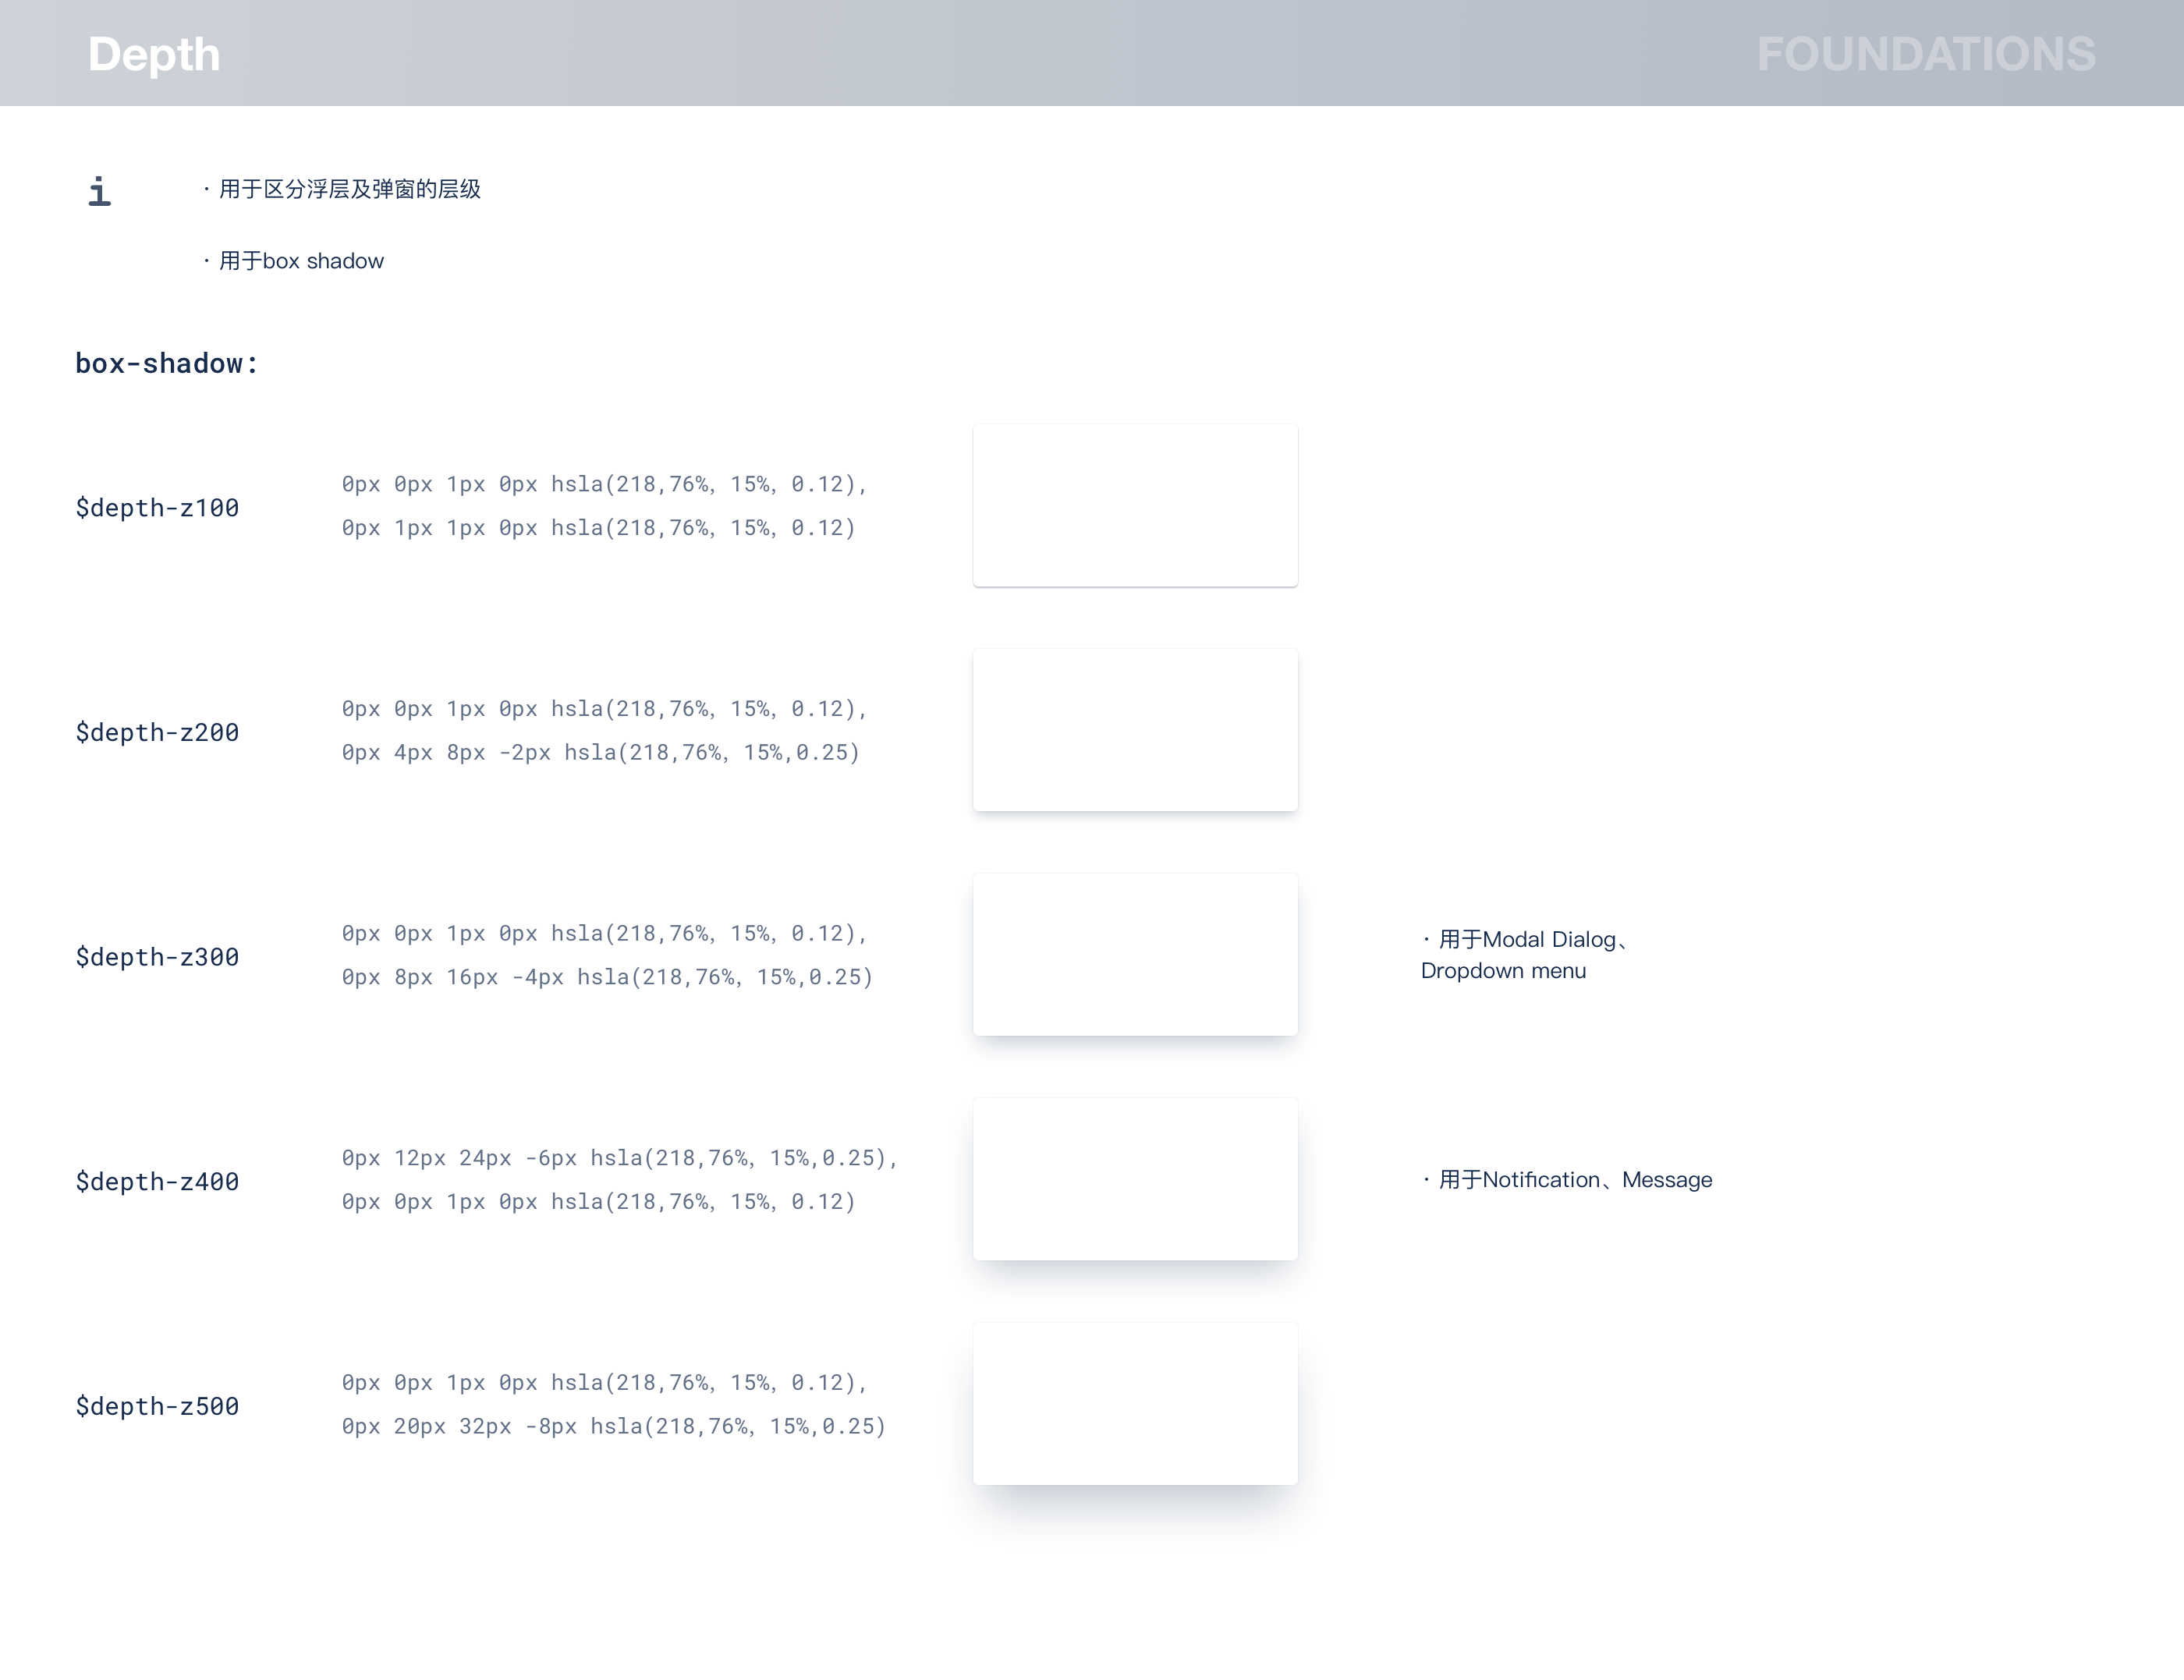 Depth
FOUNDATIONS
i
· 用于区分浮层及弹窗的层级
· 用于box shadow
box-shadow:
$depth-z100
0px 0px 1px 0px hsla(218,76%, 15%, 0.12),
0px 1px 1px 0px hsla(218,76%, 15%, 0.12)
$depth-z200
0px 0px 1px 0px hsla(218,76%, 15%, 0.12),
0px 4px 8px -2px hsla(218,76%, 15%,0.25)
$depth-z300
0px 0px 1px 0px hsla(218,76%, 15%, 0.12),
0px 8px 16px -4px hsla(218,76%, 15%,0.25)
· 用于Modal Dialog、
Dropdown menu
$depth-z400
0px 12px 24px -6px hsla(218,76%, 15%,0.25),
0px 0px 1px 0px hsla(218,76%, 15%, 0.12)
· 用于Notification、Message
$depth-z500
0px 0px 1px 0px hsla(218,76%, 15%, 0.12),
0px 20px 32px -8px hsla(218,76%, 15%,0.25)